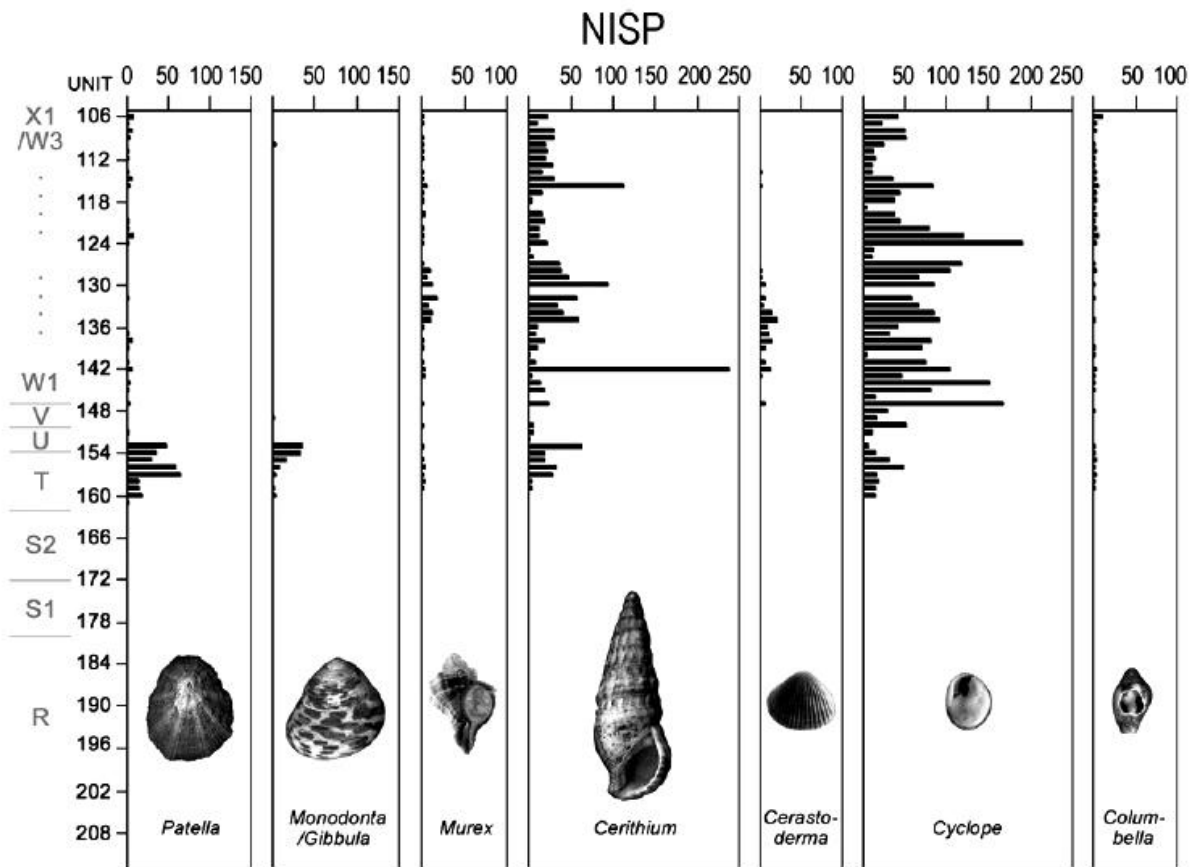 NISP
UNIT 0 50 100 150 50 100 150 50 100 50 100 150 200 250 50 100 50 100 150 200 250 50 100
X1 106
/W3
112
118
124
130
136
W1 142
V 148
U 154
T 160
S2 166
172
S1 178
184
R 190
196
202
208
Patella
Monodonta
/Gibbula
Murex
Cerithium
Cerasto-
derma
Cyclope
Colum-
bella